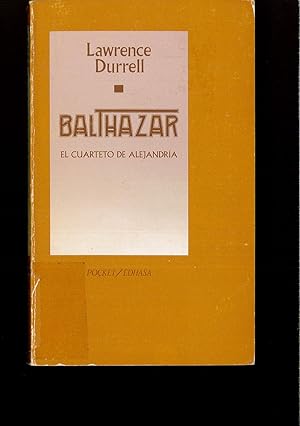 Lawrence
Durrell
BALTHAZAR
EL CUARTETO DE ALEJANDRÍA
POCKET/EDHASA